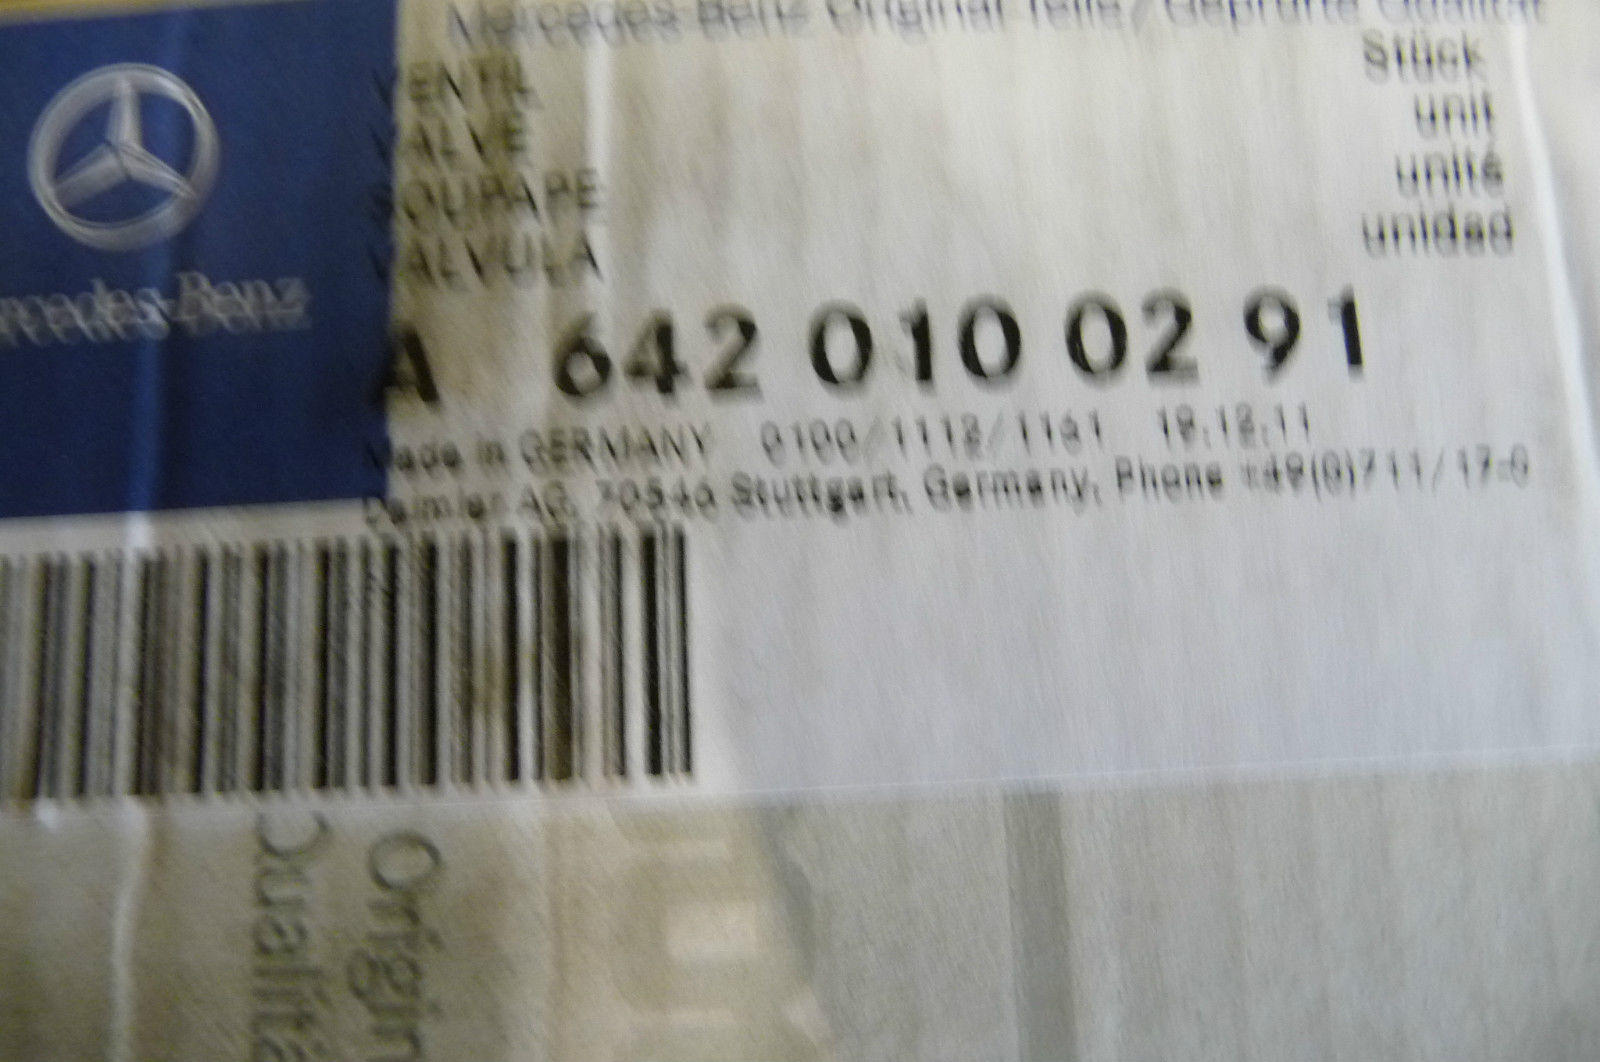 Mercedes-Benz Original Teile/Geprüfte Qualität
VENTIL Stück
VALVE unit
SOUPAPE unité
VALVULA unidad
Mercedes-Benz
A 642 010 02 91
Made in GERMANY 0100/1112/1161 19.12.11
Daimler AG, 70546 Stuttgart, Germany, Phone +49(0)711/17-0